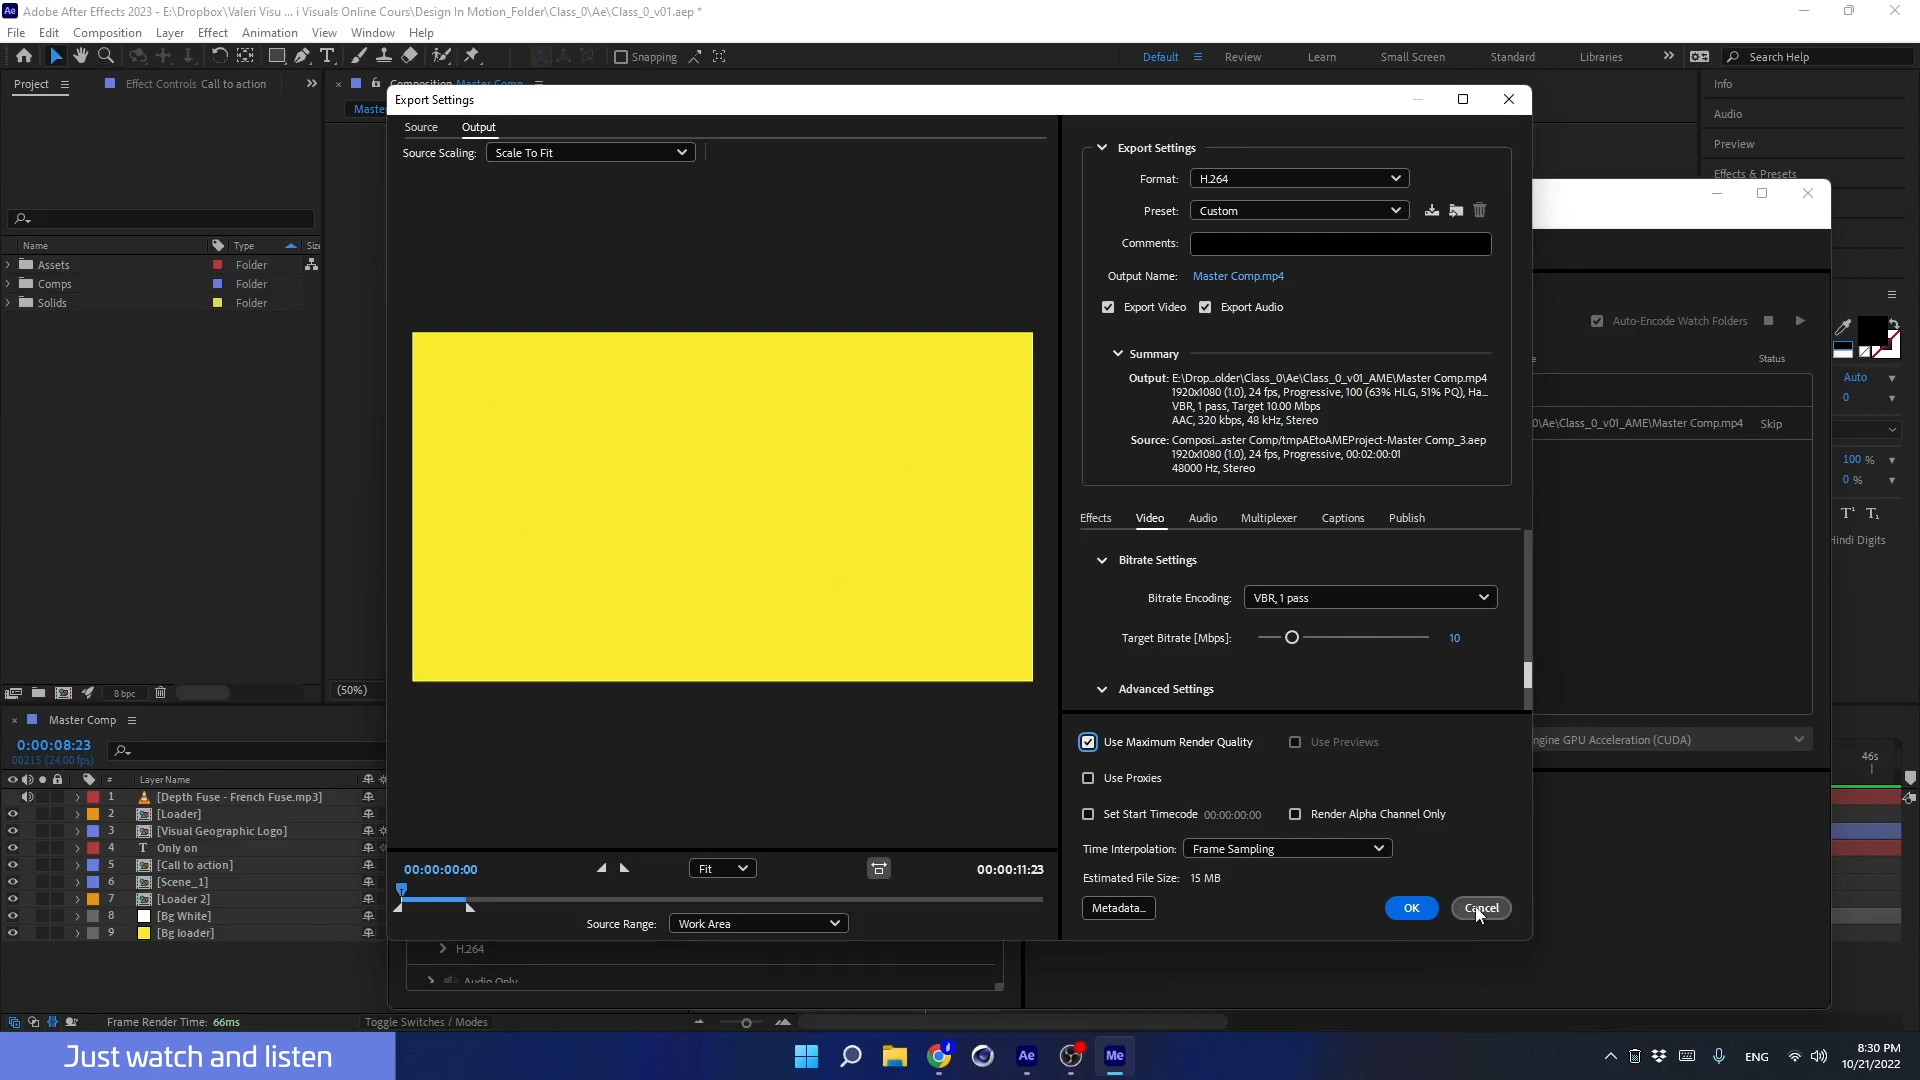 Adobe After Effects 2023 - E:\Dropbox\Valeri Visu ... i Visuals Online Cours\Design In Motion_Folder\Class_0\Ae\Class_0_v01.aep *
File Edit Composition Layer Effect Animation View Window Help
Snapping
Default Review Learn Small Screen Standard Libraries Search Help
Project Effect Controls Call to action Composition Master Comp
Info
Master
Audio
Preview
Effects & Presets
Export Settings
Source Output
Source Scaling: Scale To Fit
Export Settings
Format: H.264
Preset: Custom
Comments:
Output Name: Master Comp.mp4
Export Video Export Audio
Summary
Output: E:\Drop...older\Class_0\Ae\Class_0_v01_AME\Master Comp.mp4
1920x1080 (1.0), 24 fps, Progressive, 100 (63% HLG, 51% PQ), Ha...
VBR, 1 pass, Target 10.00 Mbps
AAC, 320 kbps, 48 kHz, Stereo
Source: Composi...aster Comp/tmpAEtoAMEProject-Master Comp_3.aep
1920x1080 (1.0), 24 fps, Progressive, 00:02:00:01
48000 Hz, Stereo
Effects Video Audio Multiplexer Captions Publish
Bitrate Settings
Bitrate Encoding: VBR, 1 pass
Target Bitrate [Mbps]: 10
Advanced Settings
Use Maximum Render Quality Use Previews
Use Proxies
Set Start Timecode 00:00:00:00 Render Alpha Channel Only
Time Interpolation: Frame Sampling
Estimated File Size: 15 MB
Metadata... OK Cancel
00:00:00:00 Fit 00:00:11:23
Source Range: Work Area
H.264
Audio Only
Auto-Encode Watch Folders
Status
0\Ae\Class_0_v01_AME\Master Comp.mp4 Skip
ngine GPU Acceleration (CUDA)
Auto
0
100 %
0 %
Hindi Digits
46s
Name Type Size
Assets Folder
Comps Folder
Solids Folder
8 bpc
(50%)
Master Comp
0:00:08:23
00215 (24.00 fps)
# Layer Name
1 [Depth Fuse - French Fuse.mp3]
2 [Loader]
3 [Visual Geographic Logo]
4 T Only on
5 [Call to action]
6 [Scene_1]
7 [Loader 2]
8 [Bg White]
9 [Bg loader]
Frame Render Time: 66ms Toggle Switches / Modes
Just watch and listen
Ae Me
ENG
8:30 PM
10/21/2022